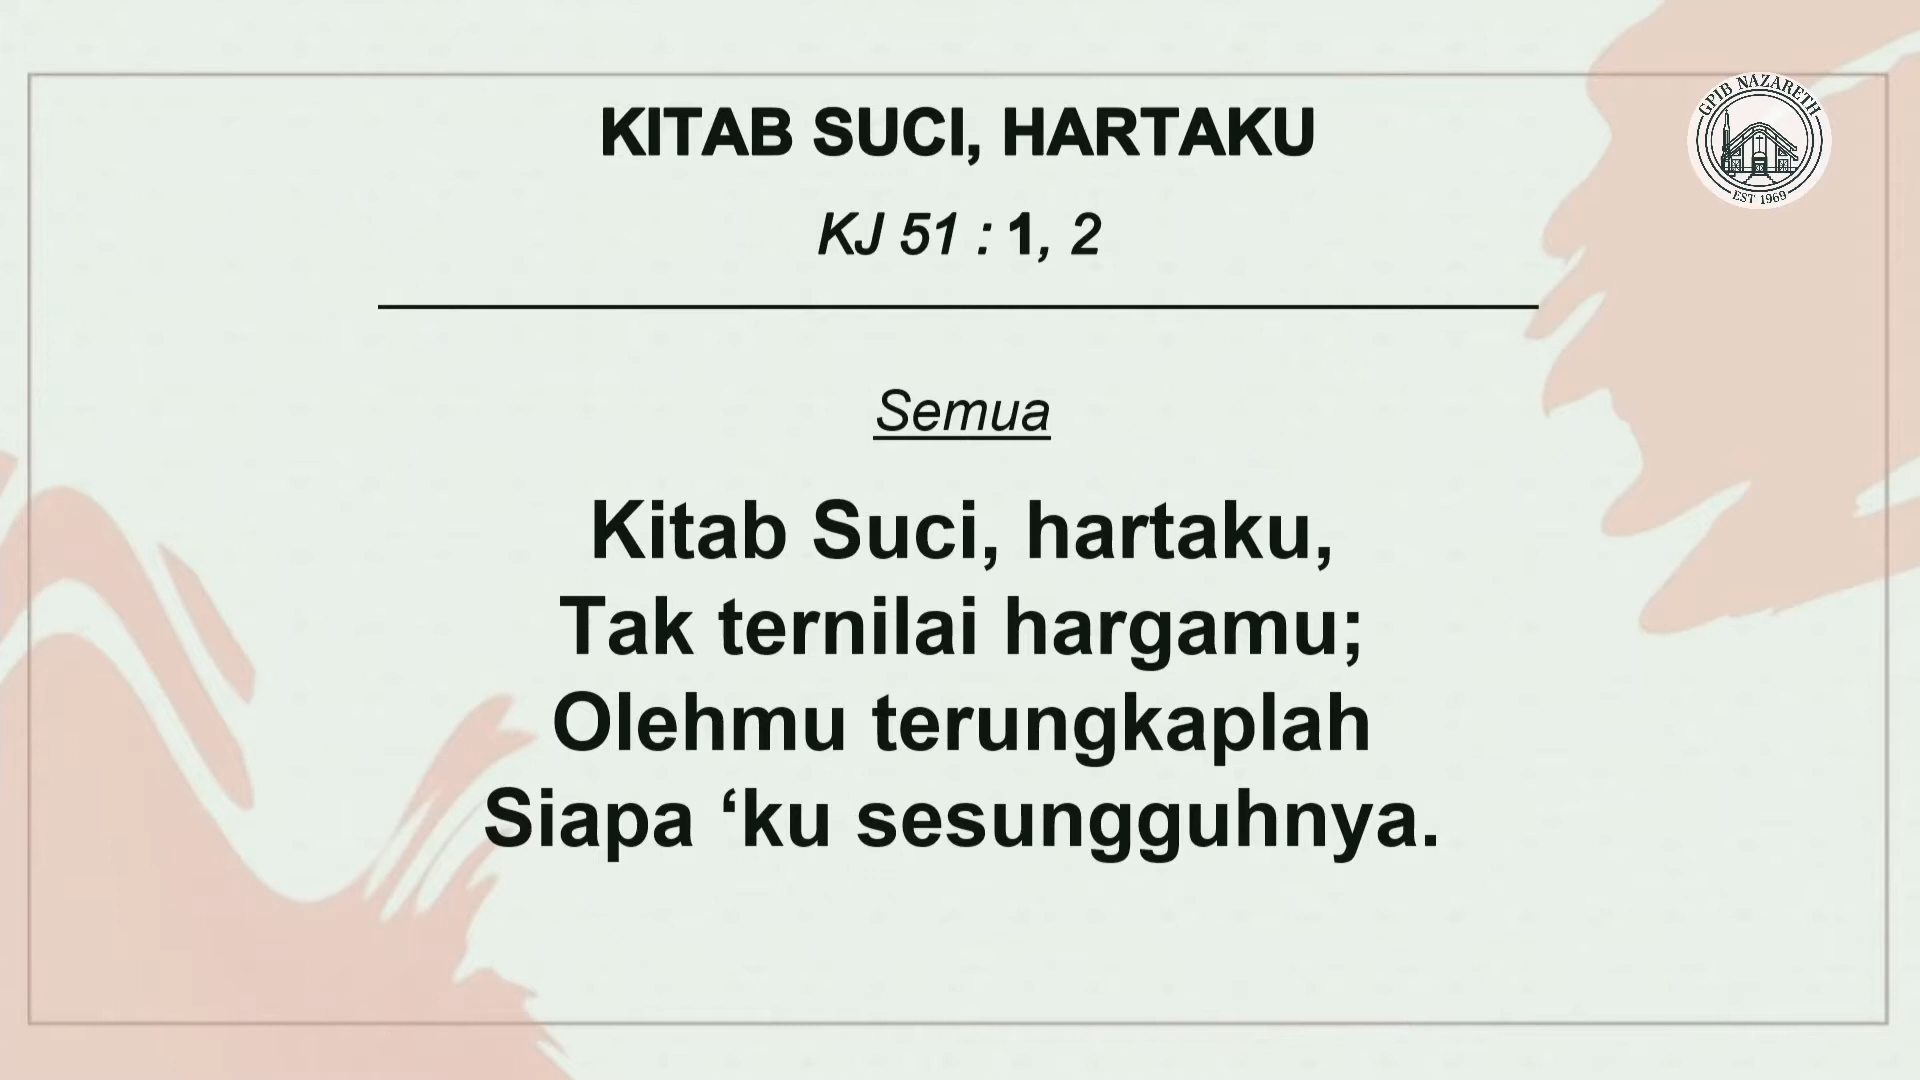 KITAB SUCI, HARTAKU
GPIB NAZARETH
EST 1969
KJ 51 : 1, 2
Semua
Kitab Suci, hartaku,
Tak ternilai hargamu;
Olehmu terungkaplah
Siapa ‘ku sesungguhnya.